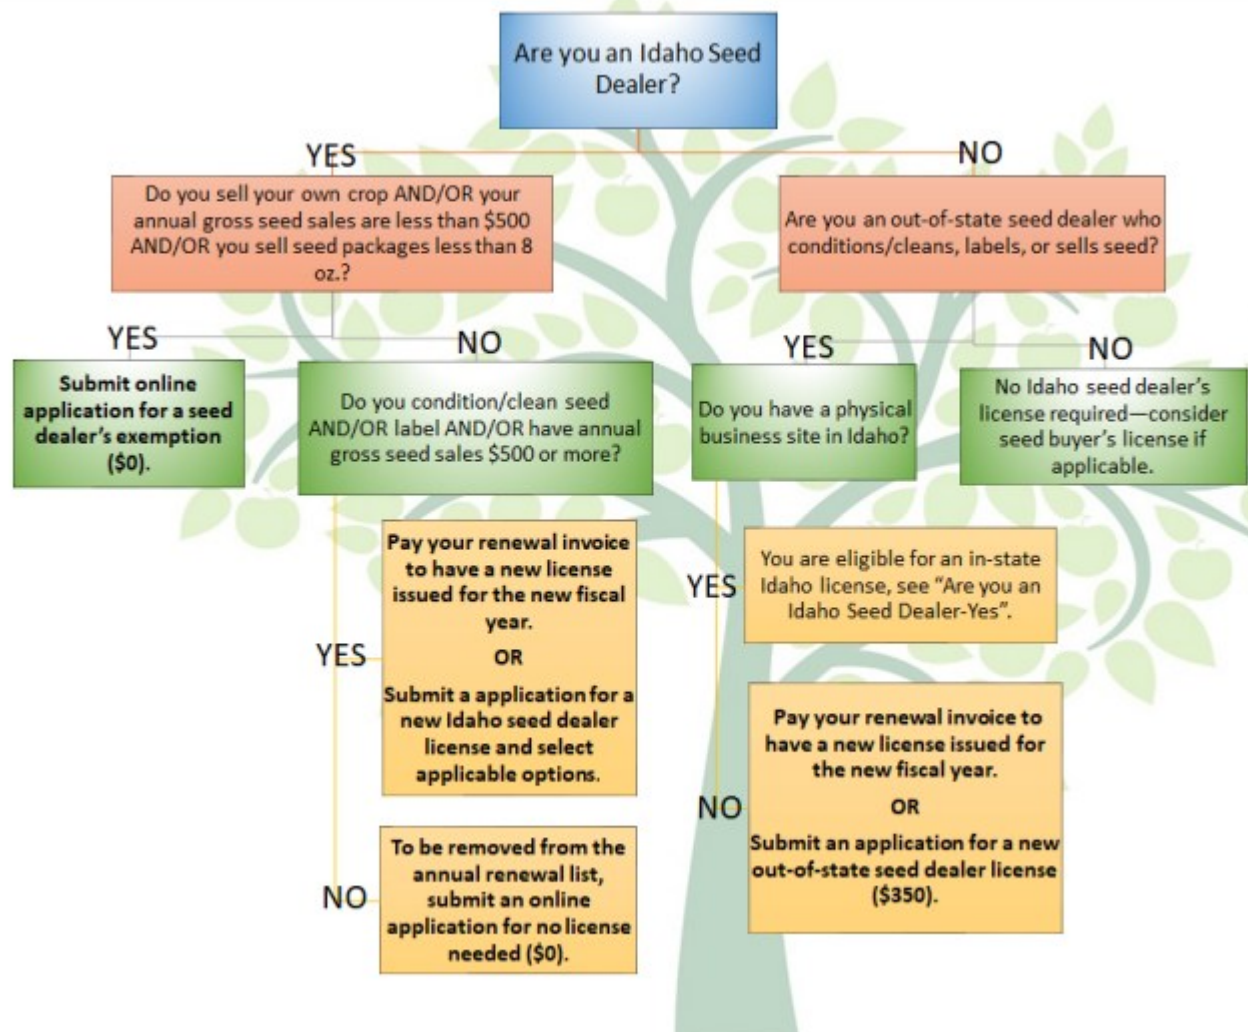 Are you an Idaho Seed
Dealer?
YES
NO
Do you sell your own crop AND/OR your
annual gross seed sales are less than $500
AND/OR you sell seed packages less than 8
oz.?
Are you an out-of-state seed dealer who
conditions/cleans, labels, or sells seed?
YES
NO
YES
NO
Submit online
application for a seed
dealer's exemption
($0).
Do you condition/clean seed
AND/OR label AND/OR have annual
gross seed sales $500 or more?
Do you have a physical
business site in Idaho?
No Idaho seed dealer's
license required—consider
seed buyer's license if
applicable.
YES
Pay your renewal invoice
to have a new license
issued for the new fiscal
year.
OR
Submit a application for a
new Idaho seed dealer
license and select
applicable options.
YES
You are eligible for an in-state
Idaho license, see “Are you an
Idaho Seed Dealer-Yes”.
NO
Pay your renewal invoice to
have a new license issued for
the new fiscal year.
OR
Submit an application for a new
out-of-state seed dealer license
($350).
NO
To be removed from the
annual renewal list,
submit an online
application for no license
needed ($0).